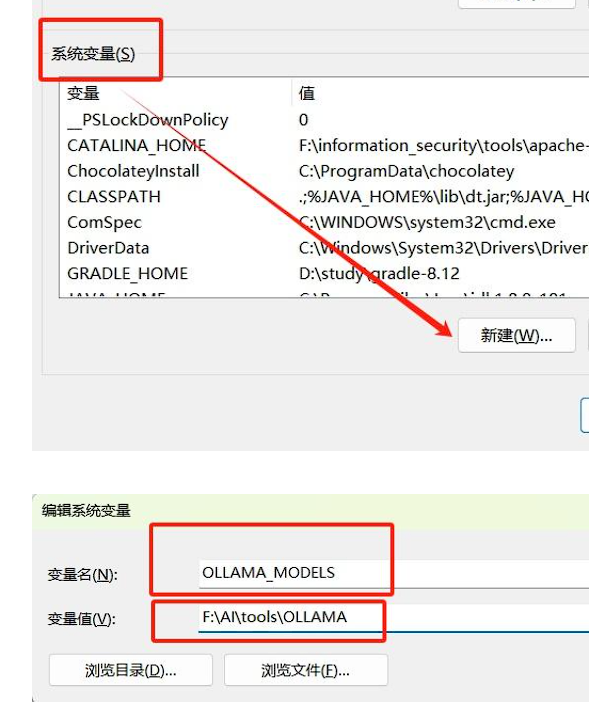 系统变量(S)
变量 值
__PSLockDownPolicy 0
CATALINA_HOME F:\information_security\tools\apache-
ChocolateyInstall C:\ProgramData\chocolatey
CLASSPATH .;%JAVA_HOME%\lib\dt.jar;%JAVA_HO
ComSpec C:\WINDOWS\system32\cmd.exe
DriverData C:\Windows\System32\Drivers\Driver
GRADLE_HOME D:\study\gradle-8.12
新建(W)...
编辑系统变量
变量名(N): OLLAMA_MODELS
变量值(V): F:\AI\tools\OLLAMA
浏览目录(D)... 浏览文件(F)...